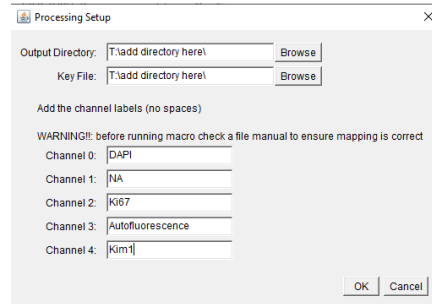 Processing Setup
Output Directory: T:\add directory here\ Browse
Key File: T:\add directory here\ Browse
Add the channel labels (no spaces)
WARNING!!: before running macro check a file manual to ensure mapping is correct
Channel 0: DAPI
Channel 1: NA
Channel 2: Ki67
Channel 3: Autofluorescence
Channel 4: Kim1
OK Cancel